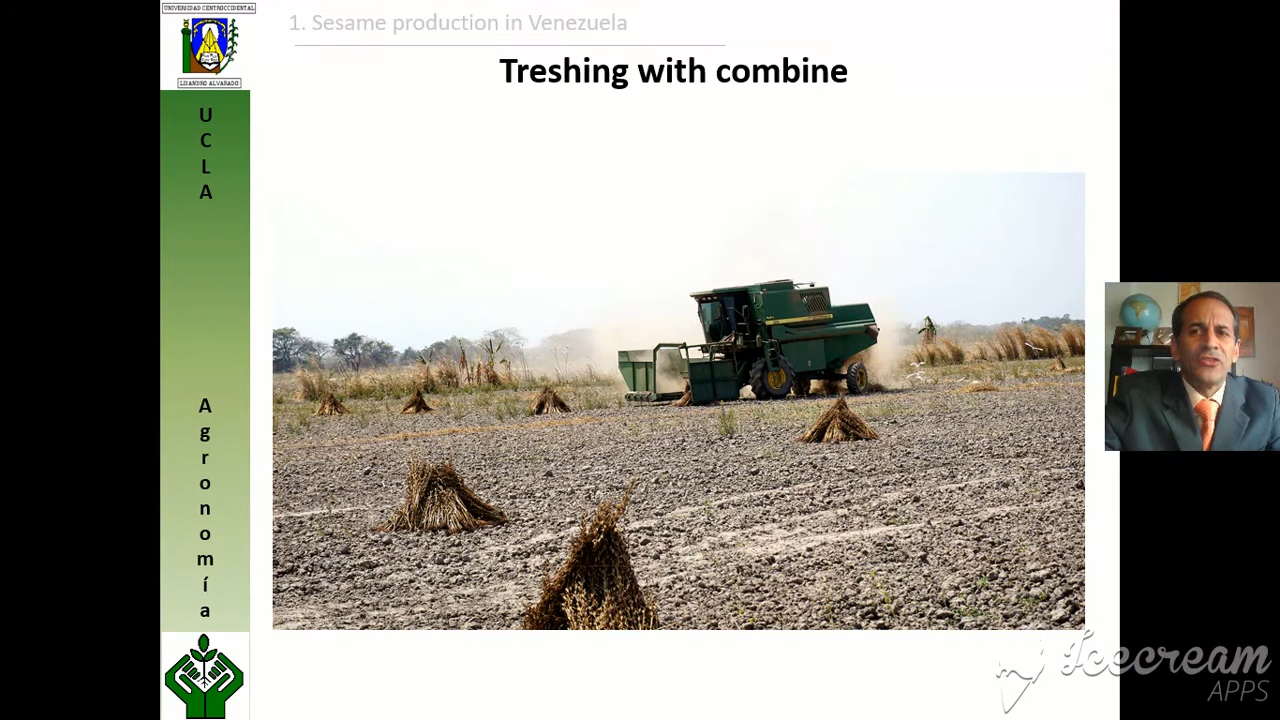 UNIVERSIDAD CENTROCCIDENTAL
LISANDRO ALVARADO
U
C
L
A
A
g
r
o
n
o
m
í
a
1. Sesame production in Venezuela
Treshing with combine
Icecream
APPS